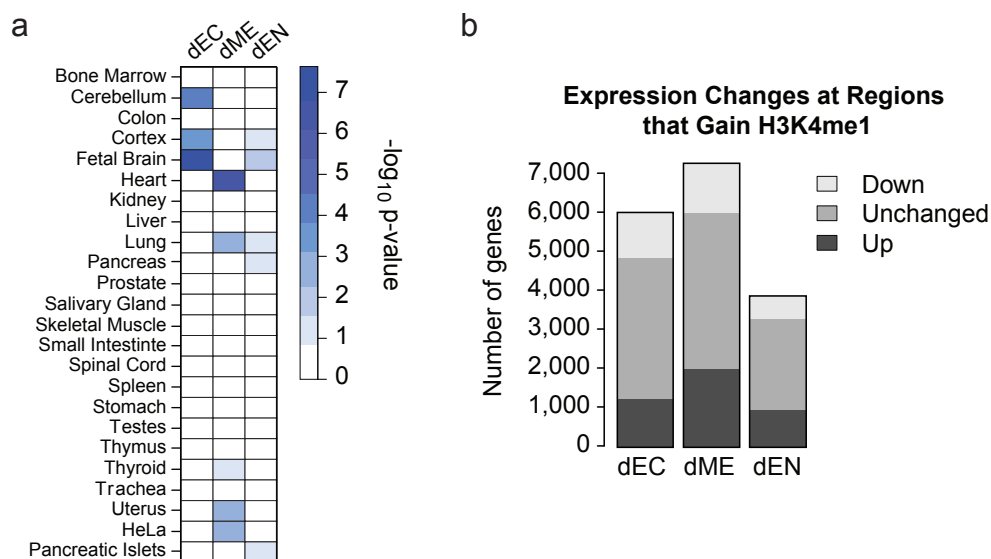 a
dEC dME dEN
Bone Marrow
Cerebellum
Colon
Cortex
Fetal Brain
Heart
Kidney
Liver
Lung
Pancreas
Prostate
Salivary Gland
Skeletal Muscle
Small Intestinte
Spinal Cord
Spleen
Stomach
Testes
Thymus
Thyroid
Trachea
Uterus
HeLa
Pancreatic Islets
7
6
5
4
3
2
1
0
-log10 p-value
b
Expression Changes at Regions
that Gain H3K4me1
Number of genes
7,000
6,000
5,000
4,000
3,000
2,000
1,000
0
dEC dME dEN
Down
Unchanged
Up